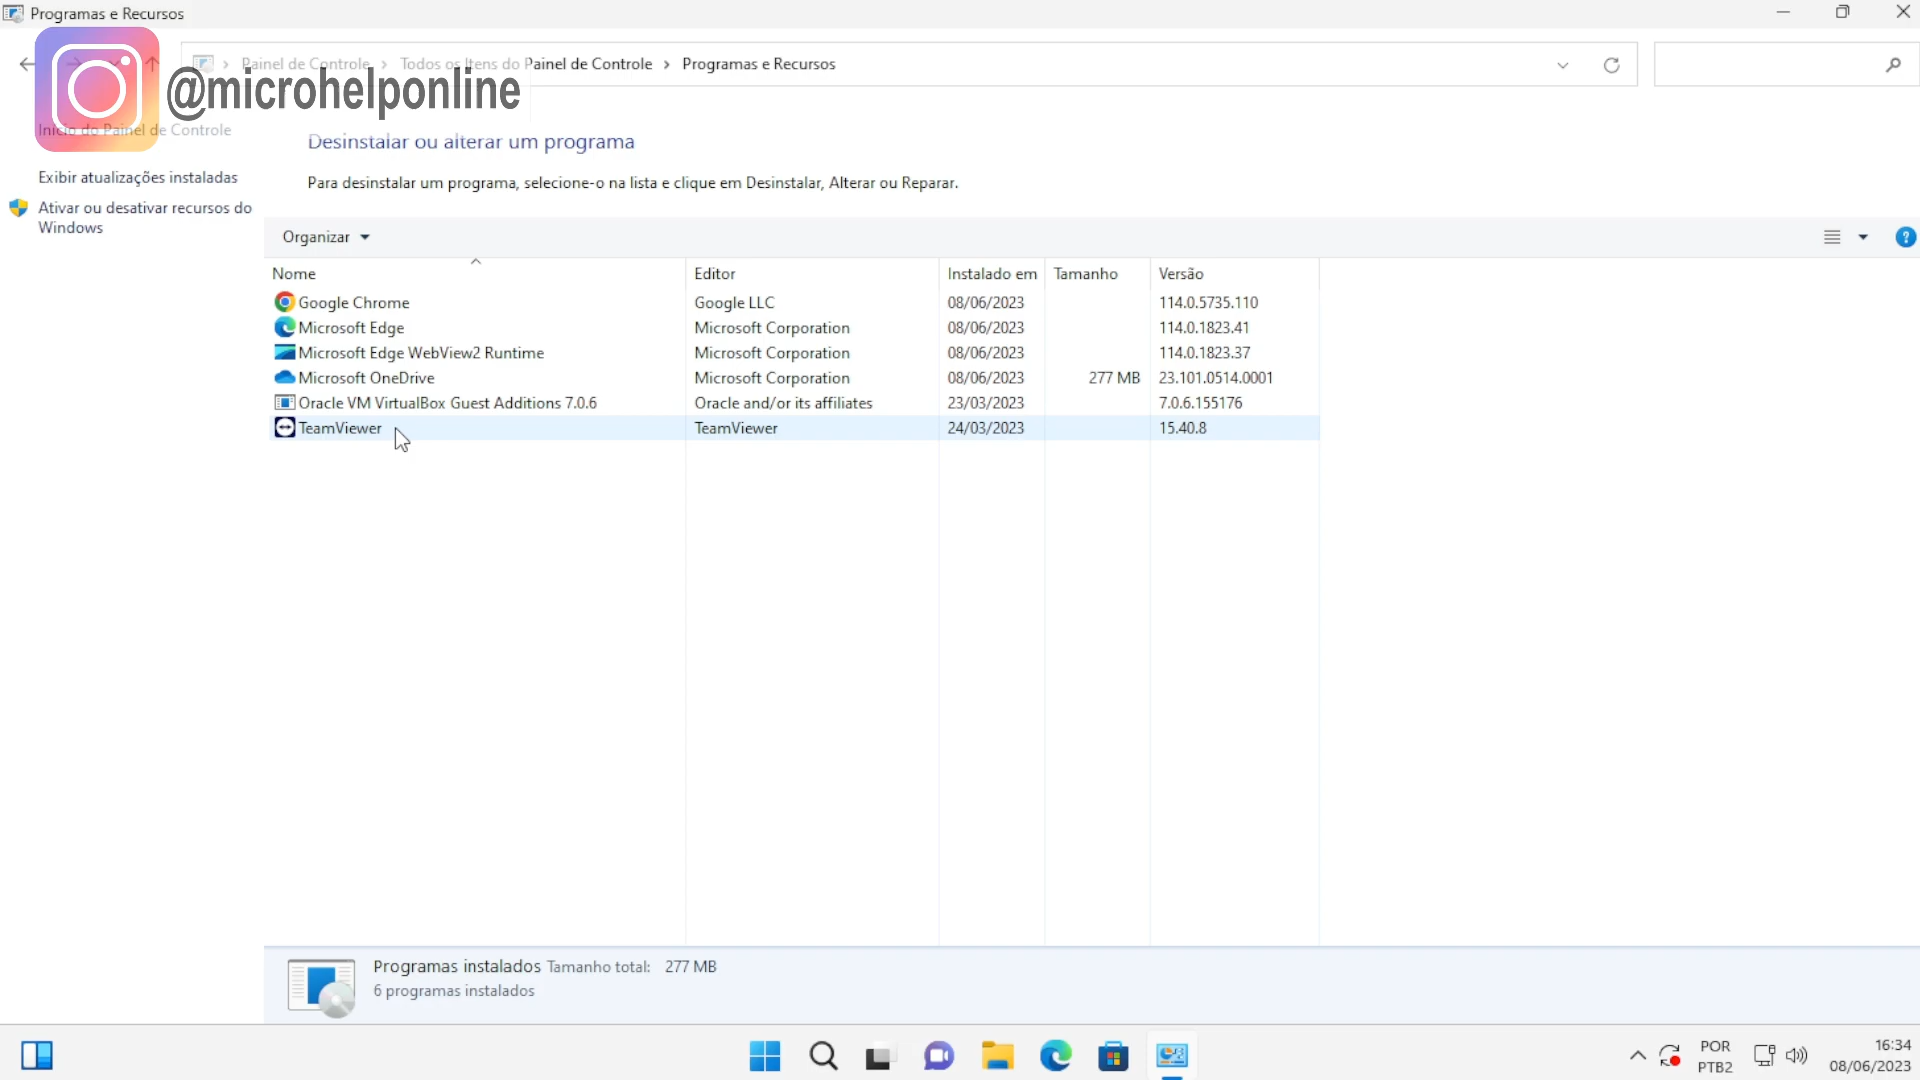 Programas e Recursos
Painel de Controle > Todos os Itens do Painel de Controle > Programas e Recursos
@microhelponline
Início do Painel de Controle
Exibir atualizações instaladas
Ativar ou desativar recursos do
Windows
Desinstalar ou alterar um programa
Para desinstalar um programa, selecione-o na lista e clique em Desinstalar, Alterar ou Reparar.
Organizar
Nome Editor Instalado em Tamanho Versão
Google Chrome Google LLC 08/06/2023 114.0.5735.110
Microsoft Edge Microsoft Corporation 08/06/2023 114.0.1823.41
Microsoft Edge WebView2 Runtime Microsoft Corporation 08/06/2023 114.0.1823.37
Microsoft OneDrive Microsoft Corporation 08/06/2023 277 MB 23.101.0514.0001
Oracle VM VirtualBox Guest Additions 7.0.6 Oracle and/or its affiliates 23/03/2023 7.0.6.155176
TeamViewer TeamViewer 24/03/2023 15.40.8
Programas instalados Tamanho total: 277 MB
6 programas instalados
POR
PTB2
16:34
08/06/2023